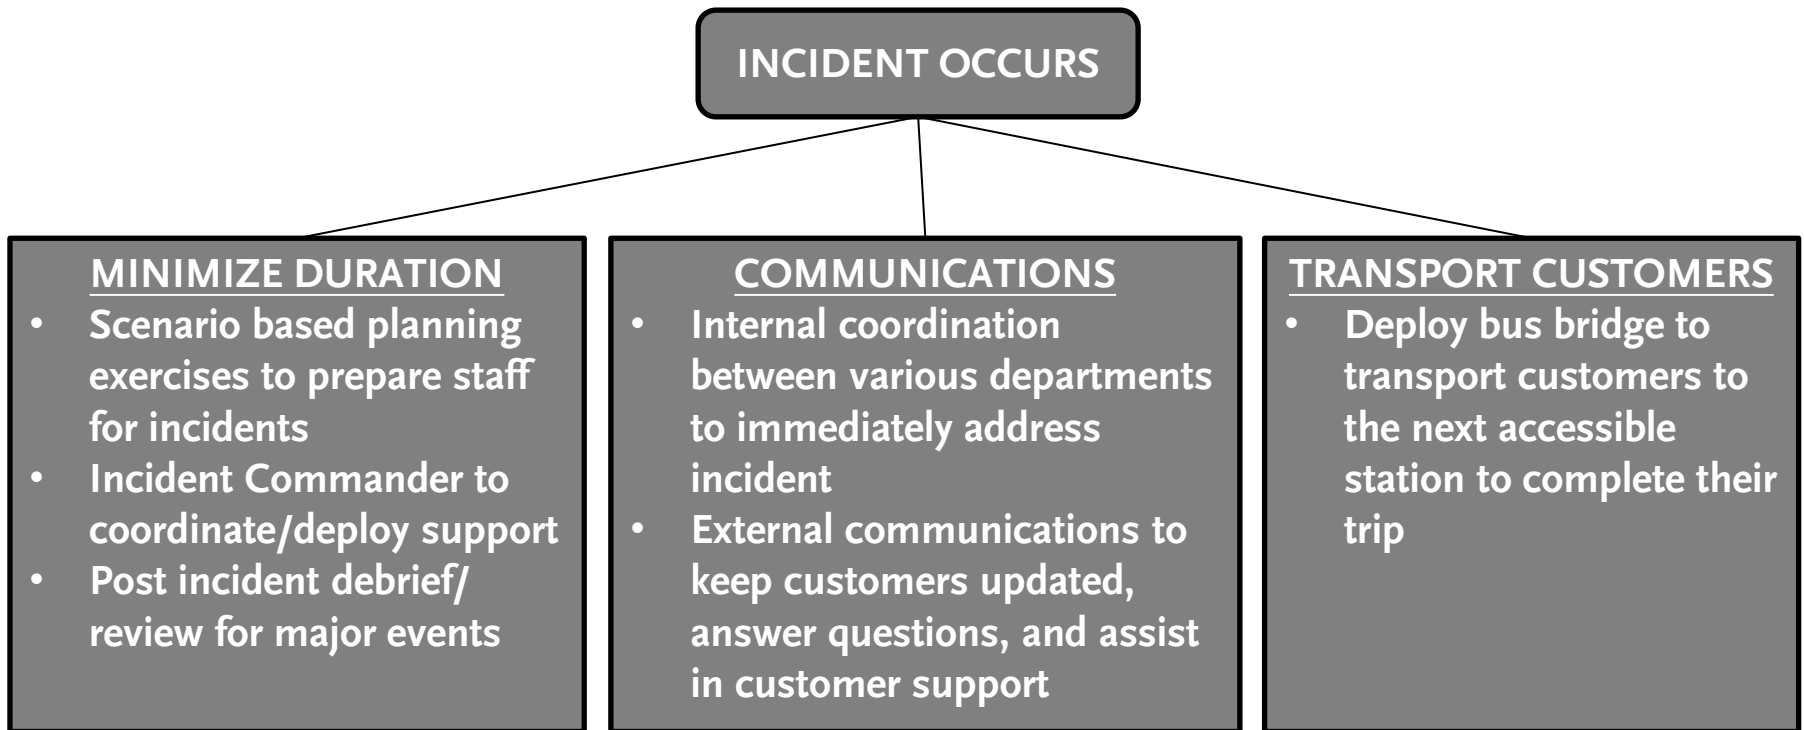 INCIDENT OCCURS
MINIMIZE DURATION
• Scenario based planning
exercises to prepare staff
for incidents
• Incident Commander to
coordinate/deploy support
• Post incident debrief/
review for major events
COMMUNICATIONS
• Internal coordination
between various departments
to immediately address
incident
• External communications to
keep customers updated,
answer questions, and assist
in customer support
TRANSPORT CUSTOMERS
• Deploy bus bridge to
transport customers to
the next accessible
station to complete their
trip